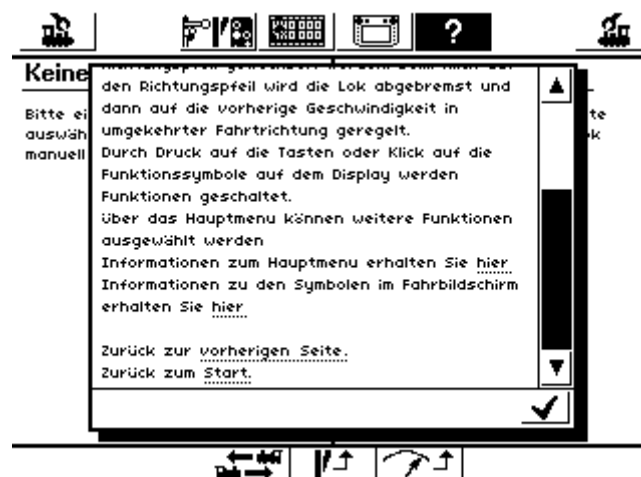 ?
Keine
Bitte ei
auswäh
manuell
te
ok
den Richtungspfeil wird die Lok abgebremst und
dann auf die vorherige Geschwindigkeit in
umgekehrter Fahrtrichtung geregelt.
Durch Druck auf die Tasten oder Klick auf die
Funktionssymbole auf dem Display werden
Funktionen geschaltet.
über das Hauptmenu können weitere Funktionen
ausgewählt werden
Informationen zum Hauptmenu erhalten Sie hier
Informationen zu den Symbolen im Fahrbildschirm
erhalten Sie hier
Zurück zur vorherigen Seite.
Zurück zum Start.